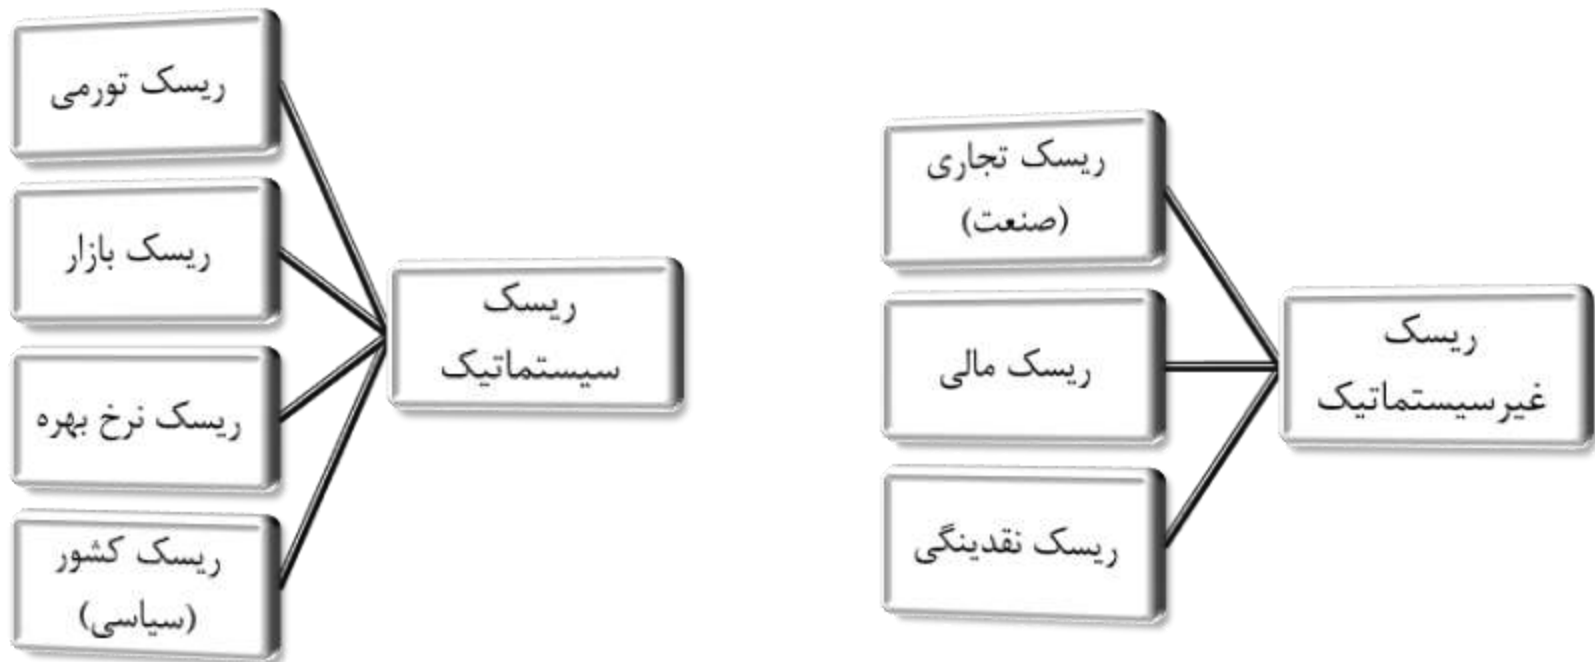 ریسک
غیرسیستماتیک
ریسک تجاری
(صنعت)
ریسک مالی
ریسک نقدینگی
ریسک
سیستماتیک
ریسک تورمی
ریسک بازار
ریسک نرخ بهره
ریسک کشور
(سیاسی)